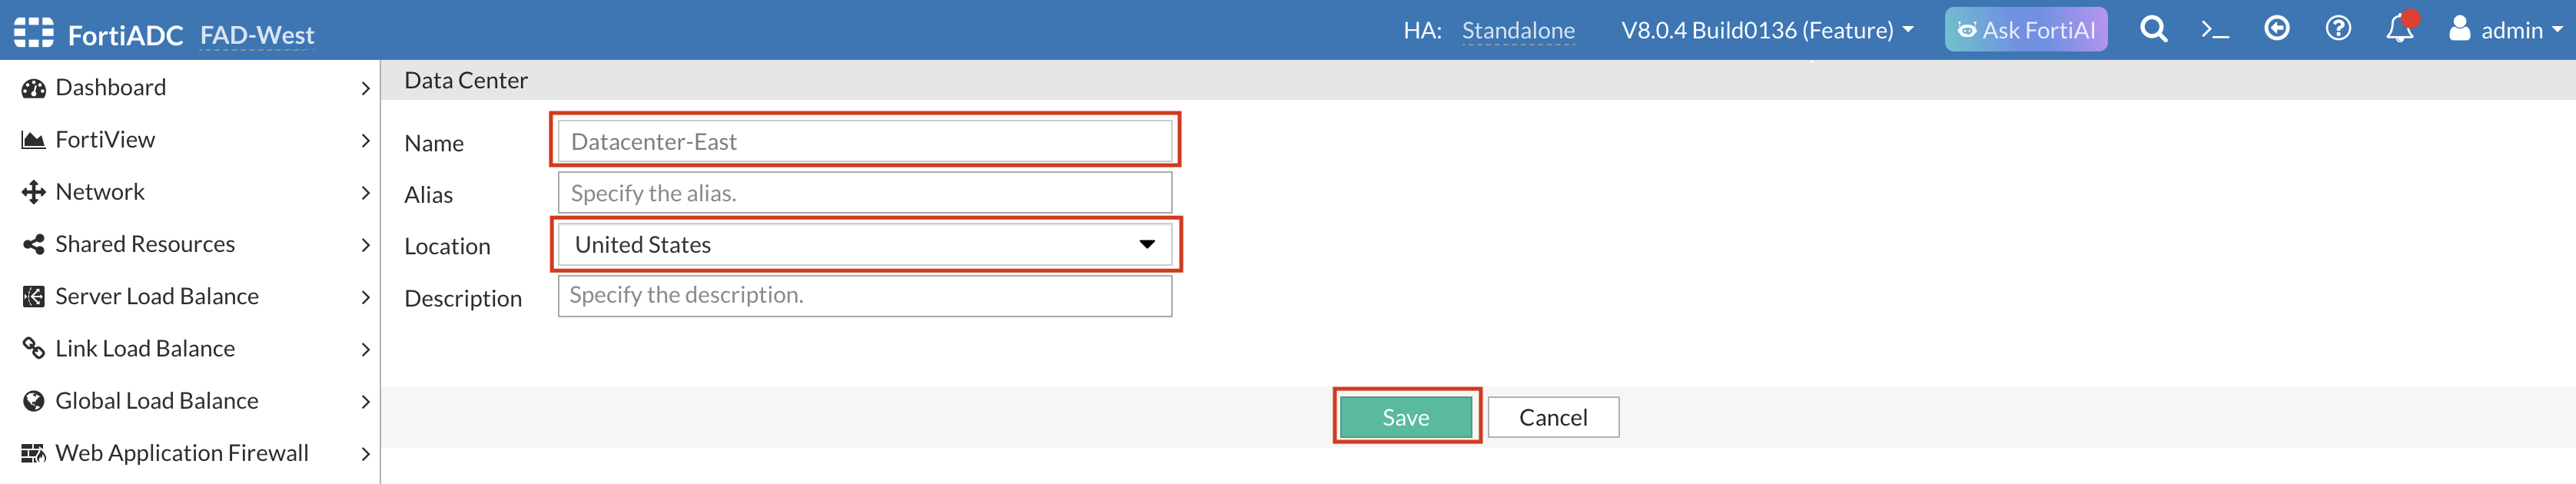 FortiADC FAD-West HA: Standalone V8.0.4 Build0136 (Feature) Ask FortiAI admin
Dashboard
FortiView
Network
Shared Resources
Server Load Balance
Link Load Balance
Global Load Balance
Web Application Firewall
Data Center
Name Datacenter-East
Alias Specify the alias.
Location United States
Description Specify the description.
Save Cancel